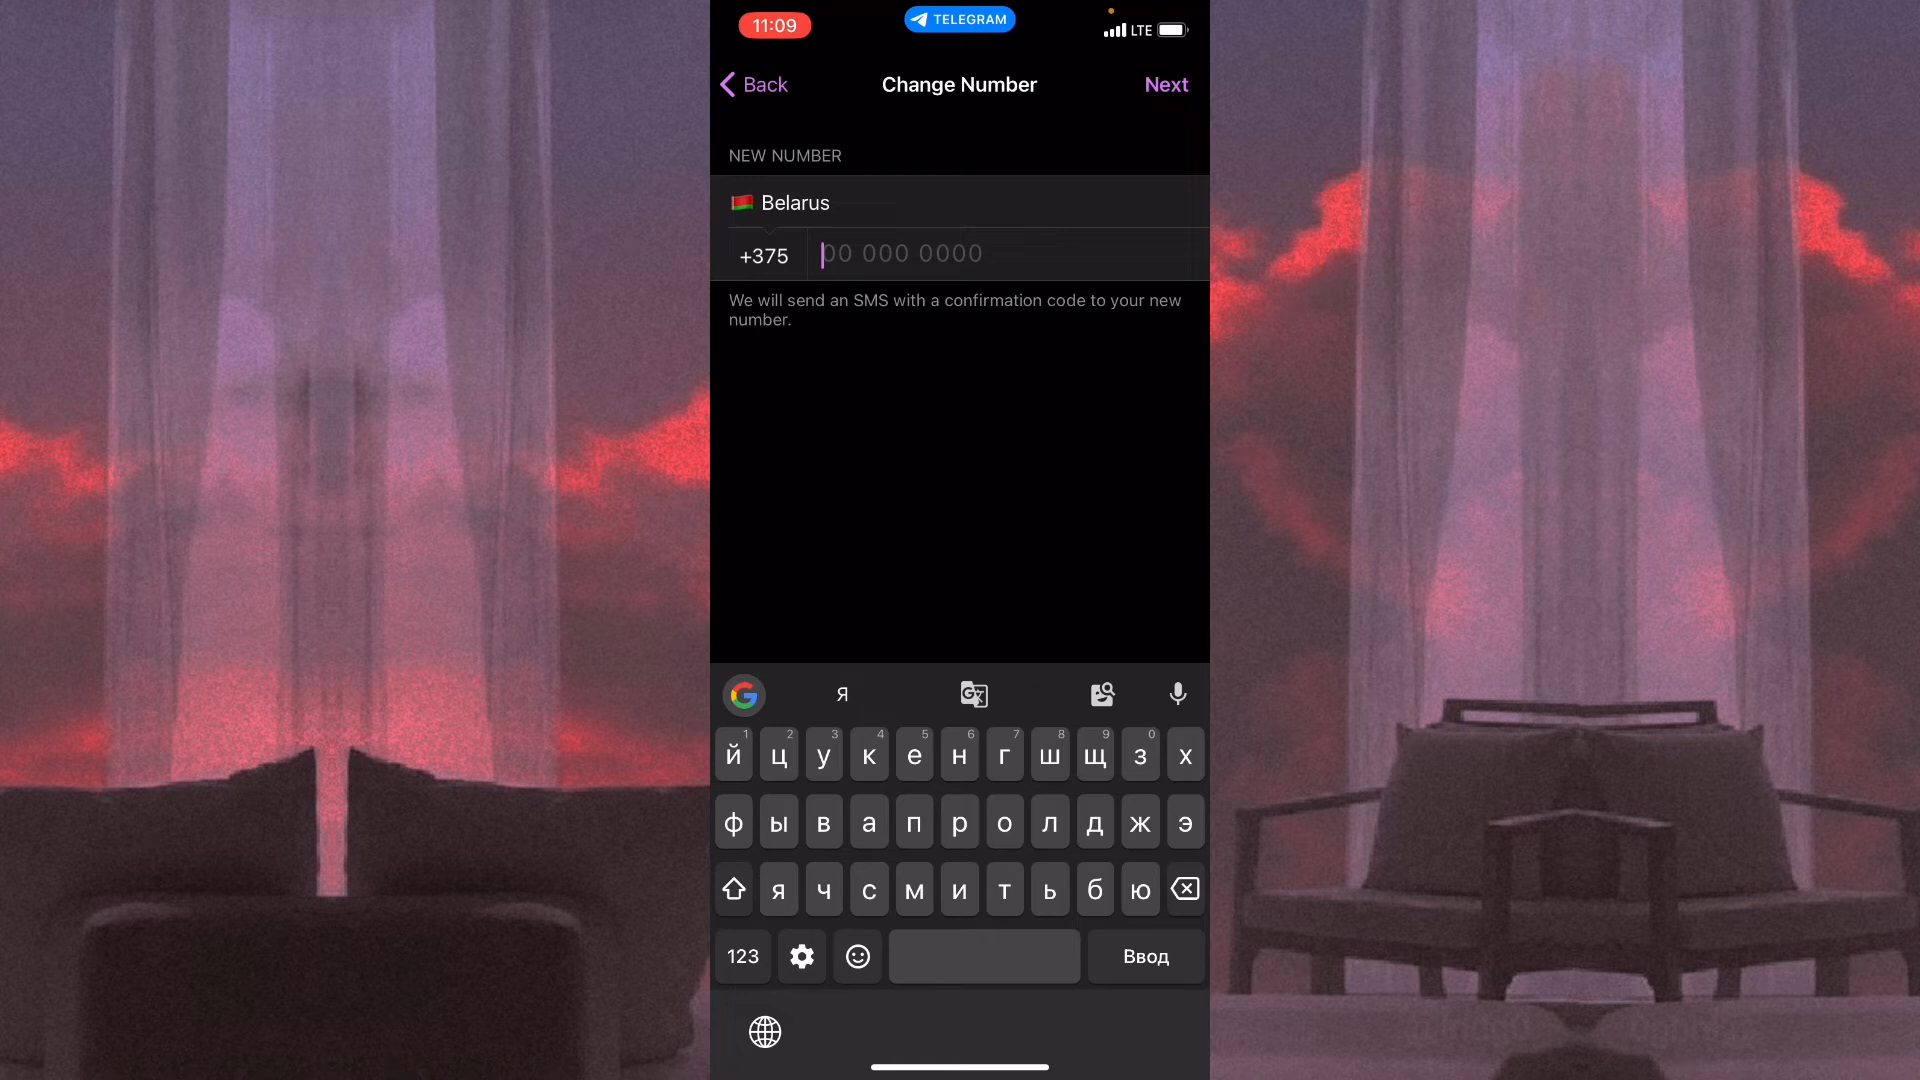 11:09
TELEGRAM
LTE
Back
Change Number
Next
NEW NUMBER
Belarus
+375
00 000 0000
We will send an SMS with a confirmation code to your new
number.
Я
1 2 3 4 5 6 7 8 9 0
й ц у к е н г ш щ з х
ф ы в а п р о л д ж э
я ч с м и т ь б ю
123
Ввод